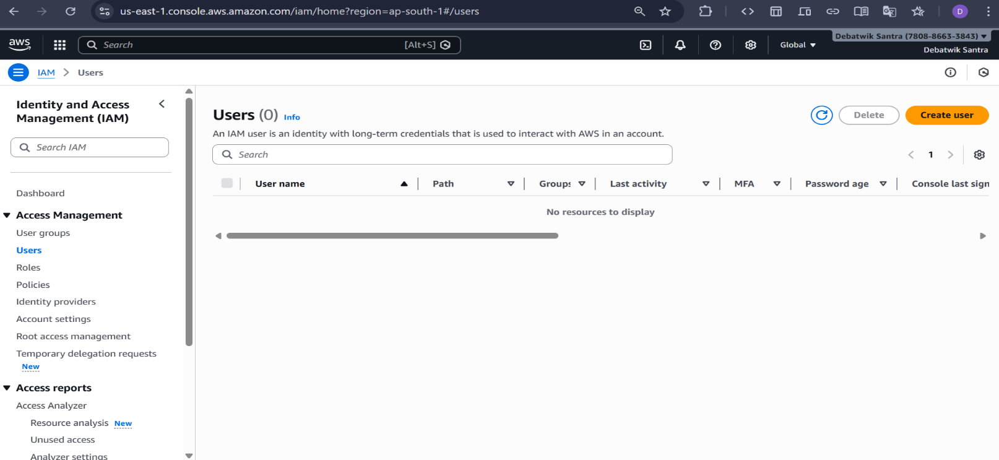 us-east-1.console.aws.amazon.com/iam/home?region=ap-south-1#/users
D
aws
Search
[Alt+S]
Global
Debatwik Santra (7808-8663-3843)
Debatwik Santra
IAM
Users
Identity and Access
Management (IAM)
Search IAM
Dashboard
Access Management
User groups
Users
Roles
Policies
Identity providers
Account settings
Root access management
Temporary delegation requests
New
Access reports
Access Analyzer
Resource analysis New
Unused access
Analyzer settings
Users (0) Info
Delete
Create user
An IAM user is an identity with long-term credentials that is used to interact with AWS in an account.
Search
1
User name Path Groups Last activity MFA Password age Console last sign
No resources to display